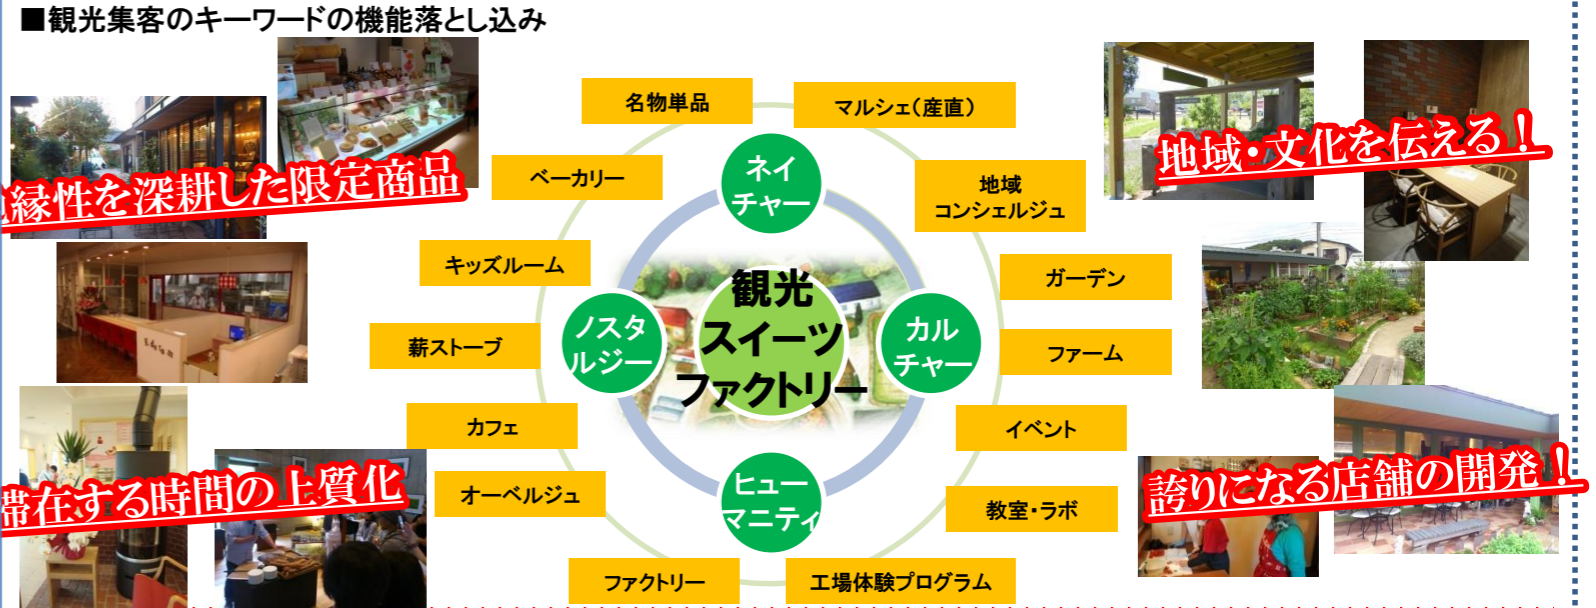 ■観光集客のキーワードの機能落とし込み
名物単品
マルシェ（産直）
ベーカリー
地域
コンシェルジュ
キッズルーム
ガーデン
薪ストーブ
ファーム
カフェ
イベント
オーベルジュ
教室・ラボ
ファクトリー
工場体験プログラム
ネイ
チャー
ノスタ
ルジー
カル
チャー
ヒュー
マニティ
観光
スイーツ
ファクトリー
縁性を深耕した限定商品
地域・文化を伝える！
滞在する時間の上質化
誇りになる店舗の開発！